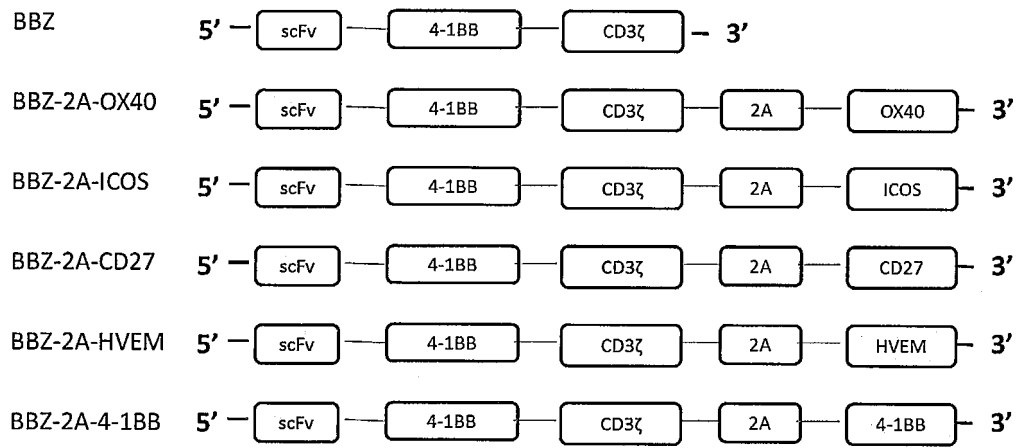 BBZ 5' scFv 4-1BB CD3ζ 3'
BBZ-2A-OX40 5' scFv 4-1BB CD3ζ 2A OX40 3'
BBZ-2A-ICOS 5' scFv 4-1BB CD3ζ 2A ICOS 3'
BBZ-2A-CD27 5' scFv 4-1BB CD3ζ 2A CD27 3'
BBZ-2A-HVEM 5' scFv 4-1BB CD3ζ 2A HVEM 3'
BBZ-2A-4-1BB 5' scFv 4-1BB CD3ζ 2A 4-1BB 3'